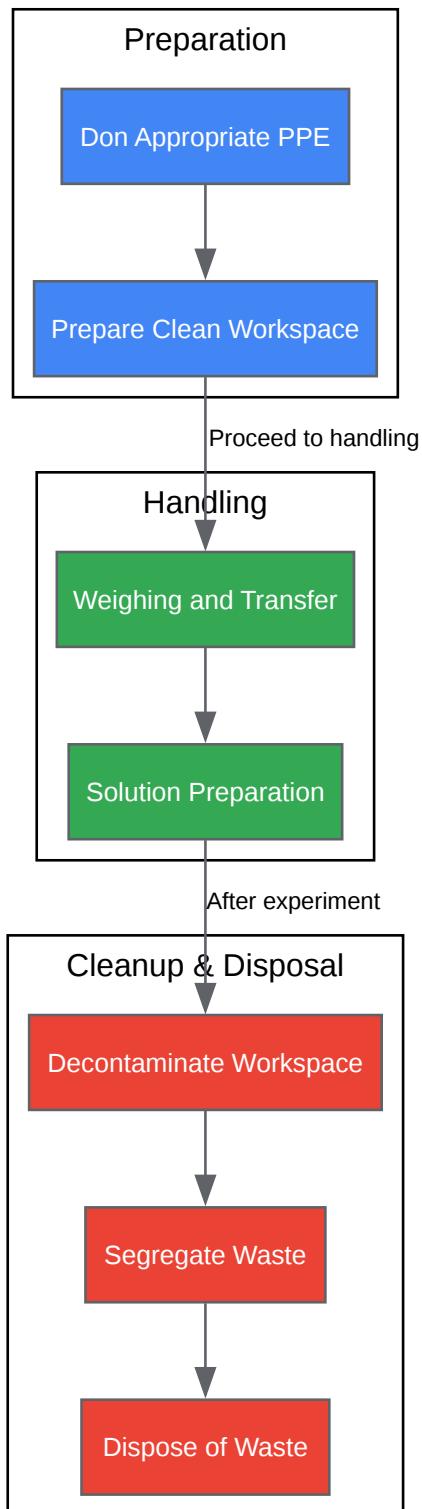 Preparation
Don Appropriate PPE
Prepare Clean Workspace
Proceed to handling
Handling
Weighing and Transfer
Solution Preparation
After experiment
Cleanup & Disposal
Decontaminate Workspace
Segregate Waste
Dispose of Waste